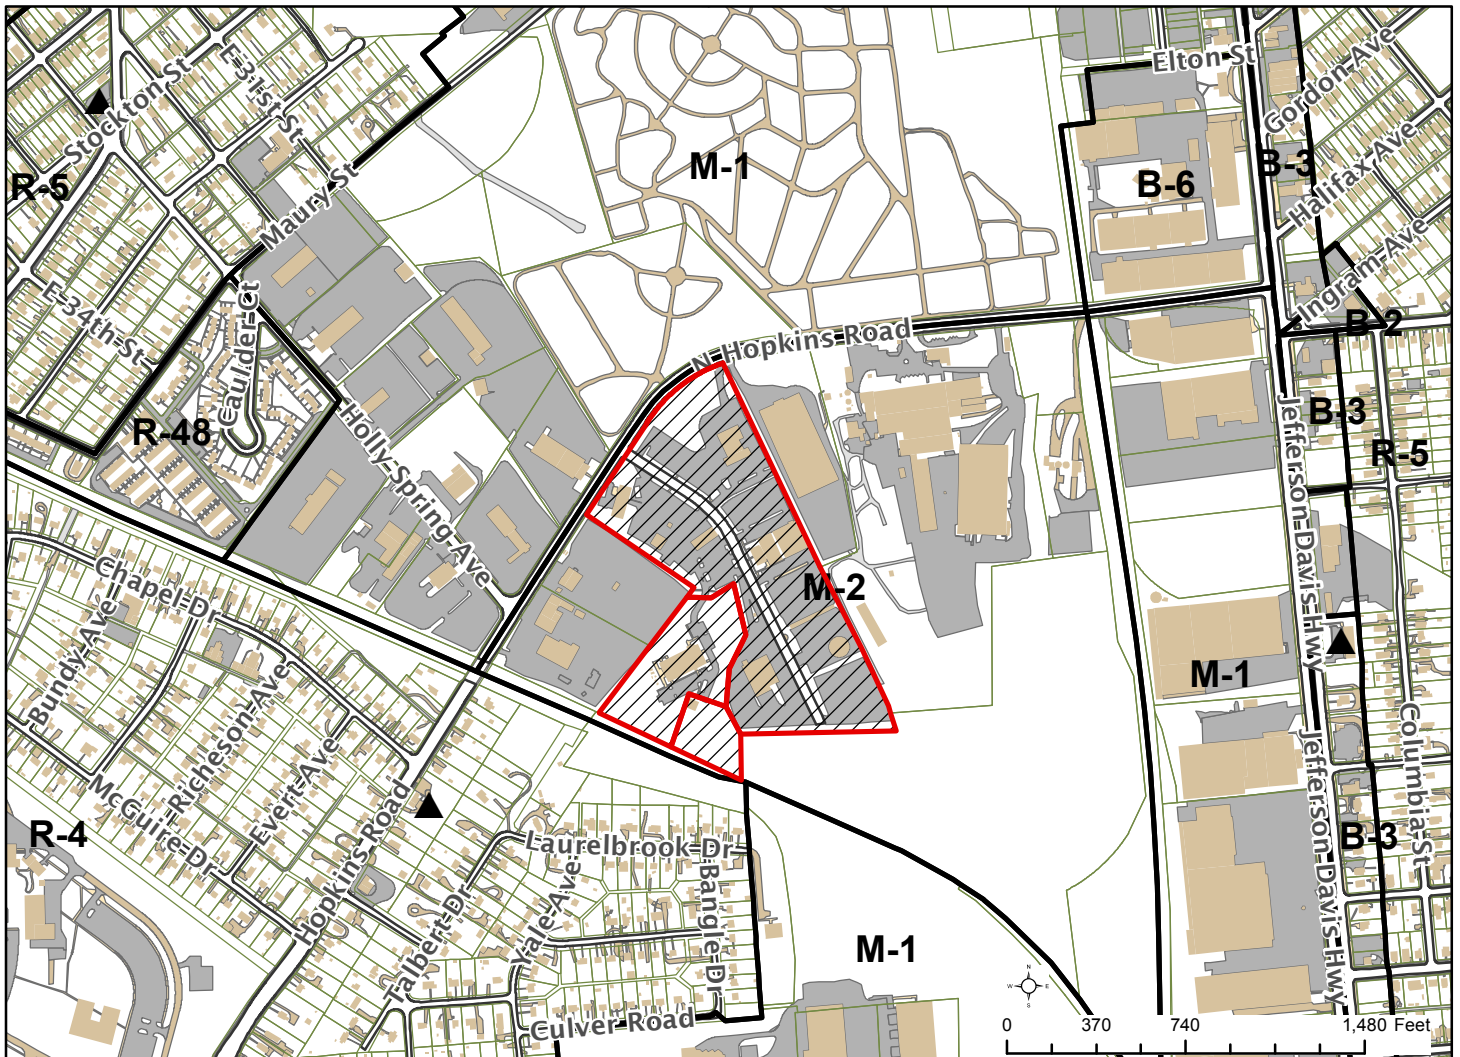 Elton St
Gordon Ave
E 31st St
Stockton St
M-1
B-3
B-6
Halifax Ave
R-5
Maury St
Ingram Ave
E 34th St
Caulder Ct
N Hopkins Road
B-2
Holly Spring Ave
R-48
B-3
R-5
Jefferson Davis Hwy
Chapel Dr
M-2
Bundy Ave
Richeson Ave
M-1
Columbia St
Evert Ave
McGuire Dr
Jefferson Davis Hwy
R-4
Hopkins Road
Laurelbrook Dr
B-3
Bangle Dr
Yale Ave
Talbert Dr
M-1
N
W E
S
Culver Road
0 370 740 1,480 Feet